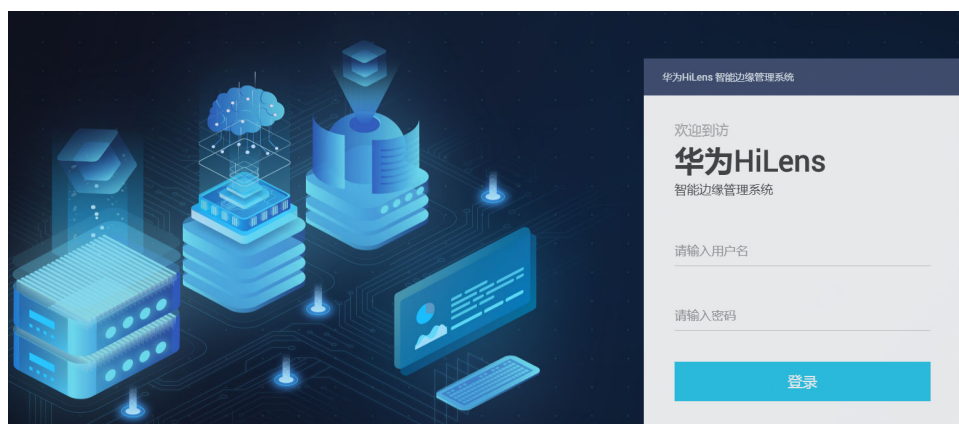 华为HiLens 智能边缘管理系统
欢迎到访
华为HiLens
智能边缘管理系统
请输入用户名
请输入密码
登录